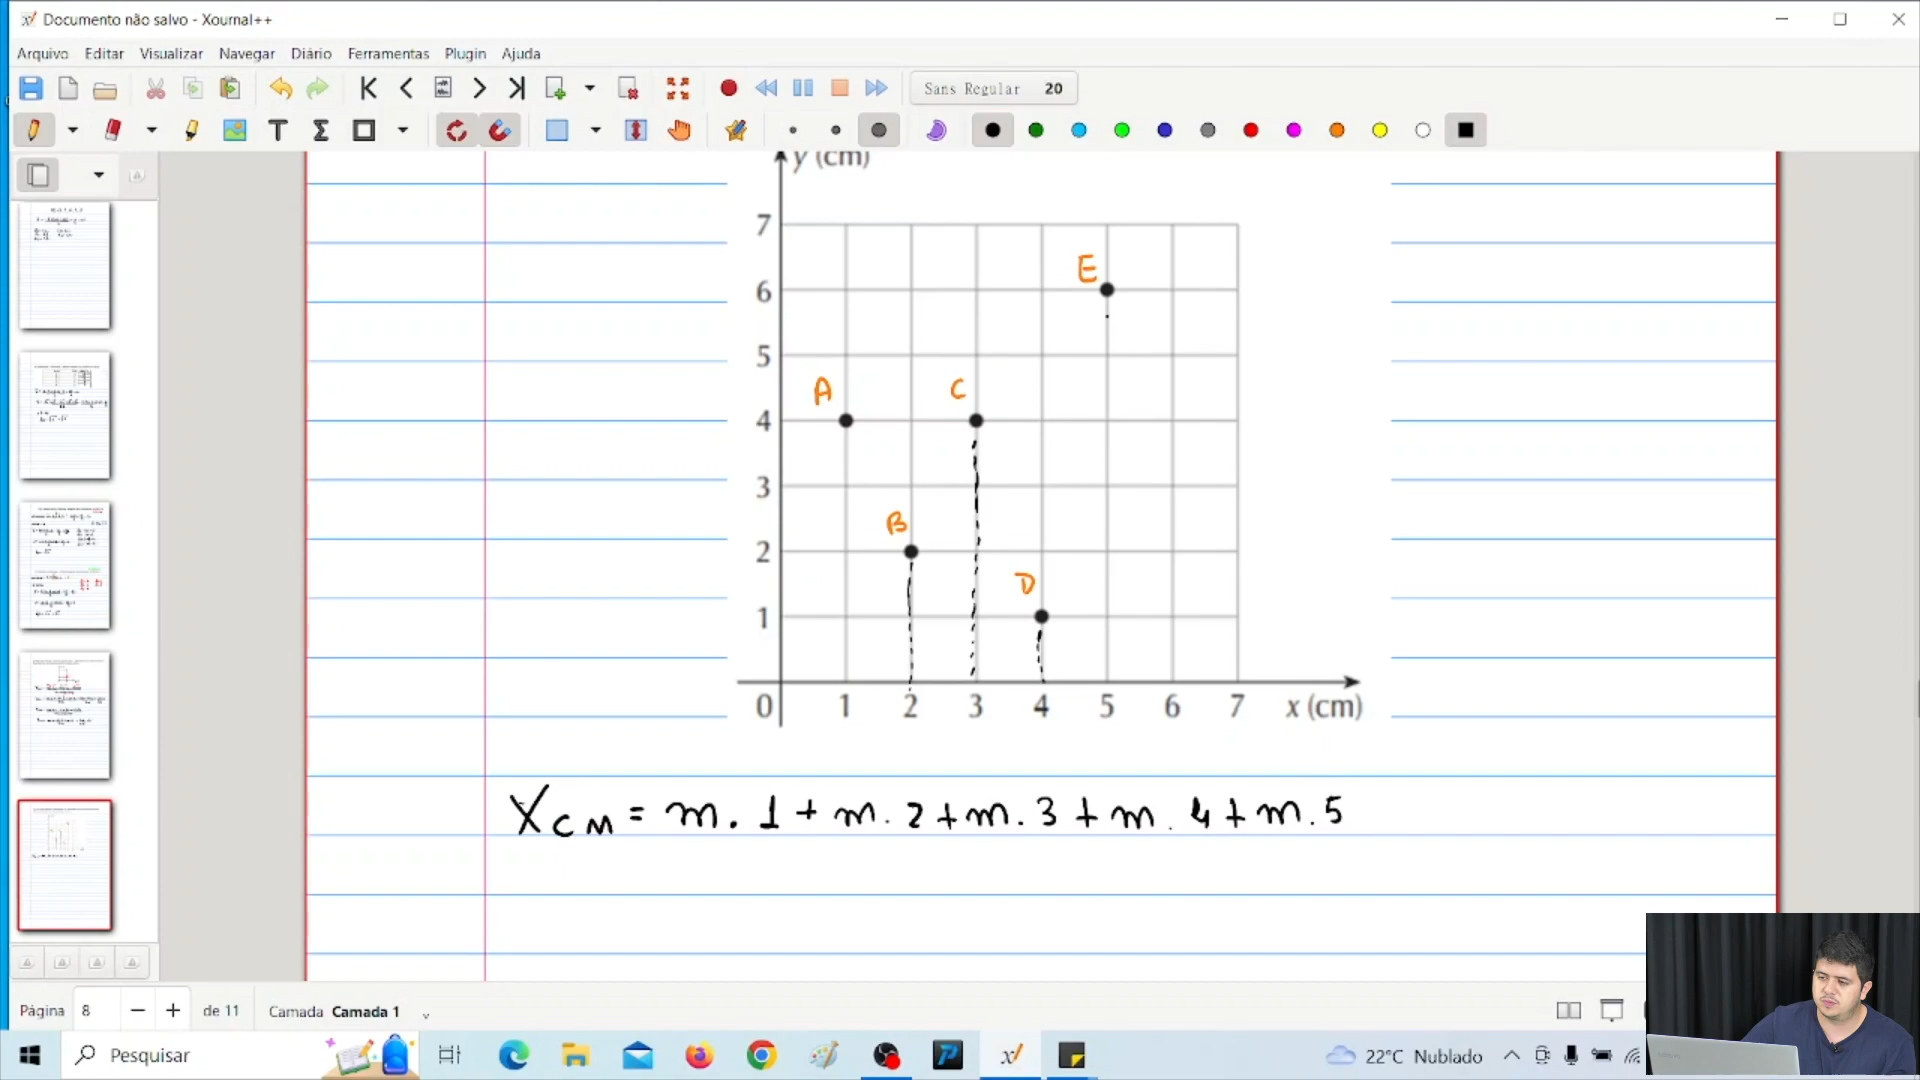 Documento não salvo - Xournal++
Arquivo Editar Visualizar Navegar Diário Ferramentas Plugin Ajuda
Sans Regular 20
T Σ
y (cm)
7
E
6
5
A C
4
3
B
2
D
1
0 1 2 3 4 5 6 7 x (cm)
XCM = m. 1 + m. 2 + m. 3 + m. 4 + m. 5
Página 8 de 11 Camada Camada 1
Pesquisar 22°C Nublado